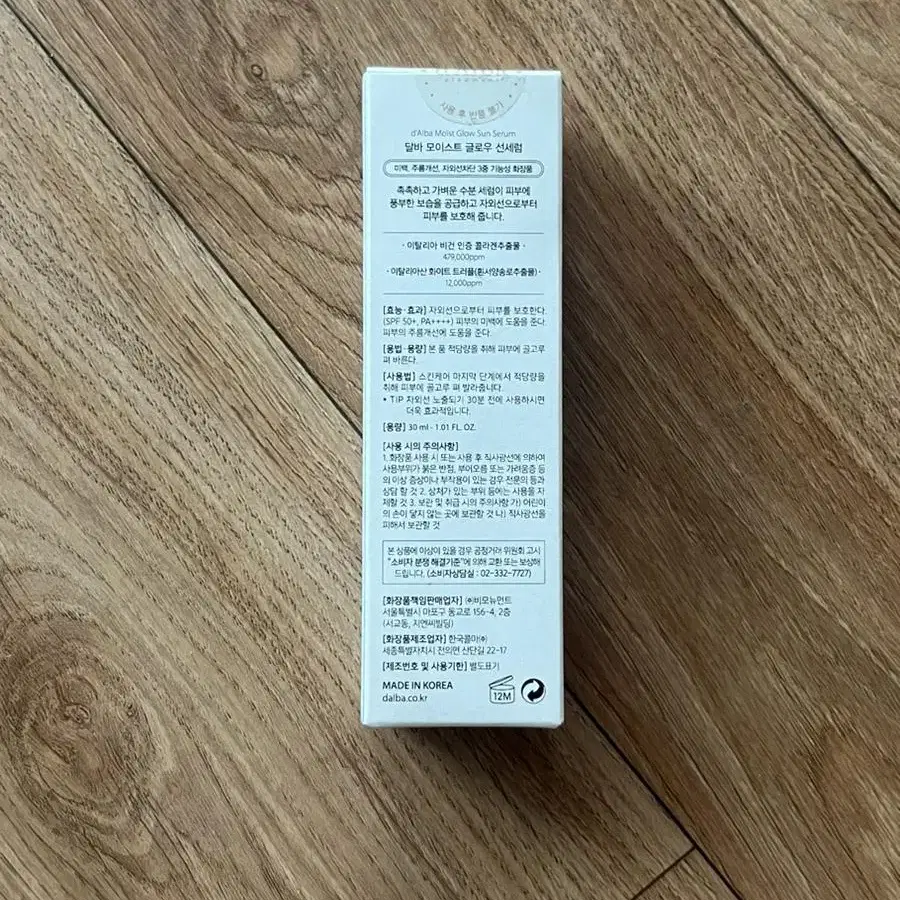 사용 후 반품 불가
d'Alba Moist Glow Sun Serum
달바 모이스트 글로우 선세럼
미백, 주름개선, 자외선차단 3중 기능성 화장품
촉촉하고 가벼운 수분 세럼이 피부에
풍부한 보습을 공급하고 자외선으로부터
피부를 보호해 줍니다.
· 이탈리아 비건 인증 콜라겐추출물 ·
479,000ppm
· 이탈리아산 화이트 트러플(흰서양송로추출물) ·
12,000ppm
[효능·효과] 자외선으로부터 피부를 보호한다.
(SPF 50+, PA++++) 피부의 미백에 도움을 준다.
피부의 주름개선에 도움을 준다.
[용법·용량] 본 품 적당량을 취해 피부에 골고루
펴 바른다.
[사용법] 스킨케어 마지막 단계에서 적당량을
취해 피부에 골고루 펴 발라줍니다.
• TIP 자외선 노출되기 30분 전에 사용하시면
더욱 효과적입니다.
[용량] 30 ml - 1.01 FL. OZ.
[사용 시의 주의사항]
1. 화장품 사용 시 또는 사용 후 직사광선에 의하여
사용부위가 붉은 반점, 부어오름 또는 가려움증 등
의 이상 증상이나 부작용이 있는 경우 전문의 등과
상담 할 것 2. 상처가 있는 부위 등에는 사용을 자
제할 것 3. 보관 및 취급 시의 주의사항 가) 어린이
의 손이 닿지 않는 곳에 보관할 것 나) 직사광선을
피해서 보관할 것
본 상품에 이상이 있을 경우 공정거래 위원회 고시
"소비자 분쟁 해결기준"에 의해 교환 또는 보상해
드립니다. (소비자상담실 : 02-332-7727)
[화장품책임판매업자] ㈜비모뉴먼트
서울특별시 마포구 동교로 156-4, 2층
(서교동, 지앤씨빌딩)
[화장품제조업자] 한국콜마㈜
세종특별자치시 전의면 산단길 22-17
[제조번호 및 사용기한] 별도표기
MADE IN KOREA
dalba.co.kr
12M